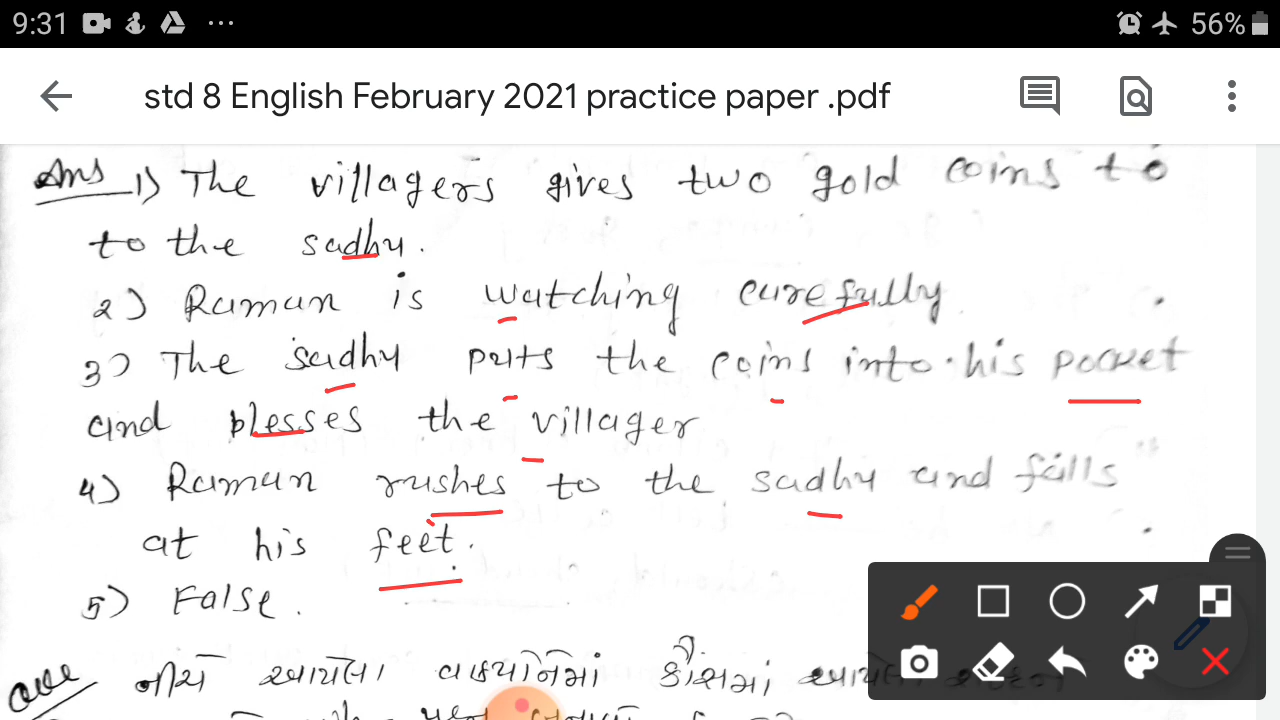 9:31 ... 56%
std 8 English February 2021 practice paper .pdf
Ans 1) The villagers gives two gold coins to
to the sadhu.
2) Raman is watching carefully
3) The sadhu puts the coins into his pocket
and blesses the villager
4) Raman rushes to the sadhu and falls
at his feet.
5) False.
નીચે આપેલા વાક્યોમાં કૌંસમાં